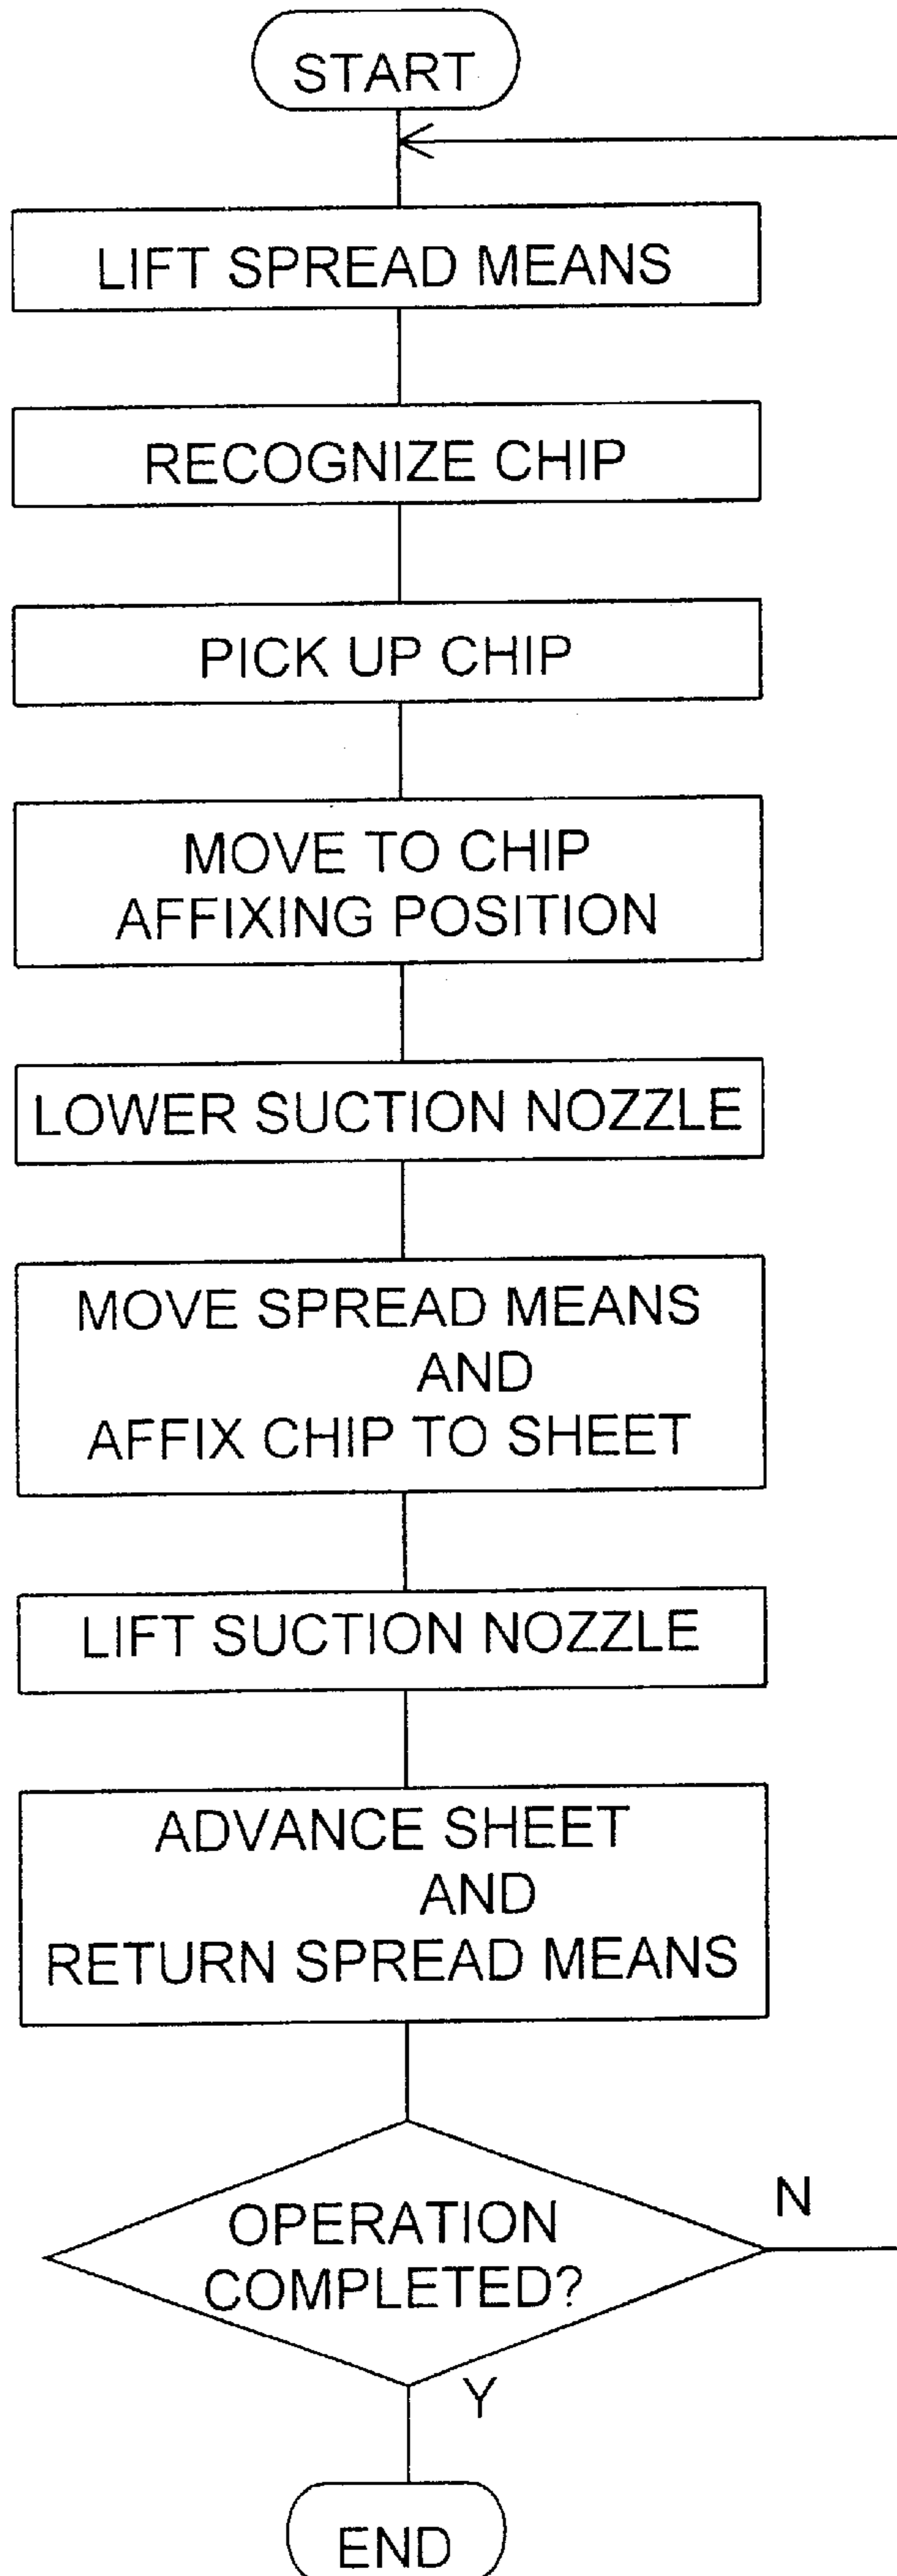 START
LIFT SPREAD MEANS
RECOGNIZE CHIP
PICK UP CHIP
MOVE TO CHIP
AFFIXING POSITION
LOWER SUCTION NOZZLE
MOVE SPREAD MEANS
AND
AFFIX CHIP TO SHEET
LIFT SUCTION NOZZLE
ADVANCE SHEET
AND
RETURN SPREAD MEANS
OPERATION
COMPLETED?
N
Y
END